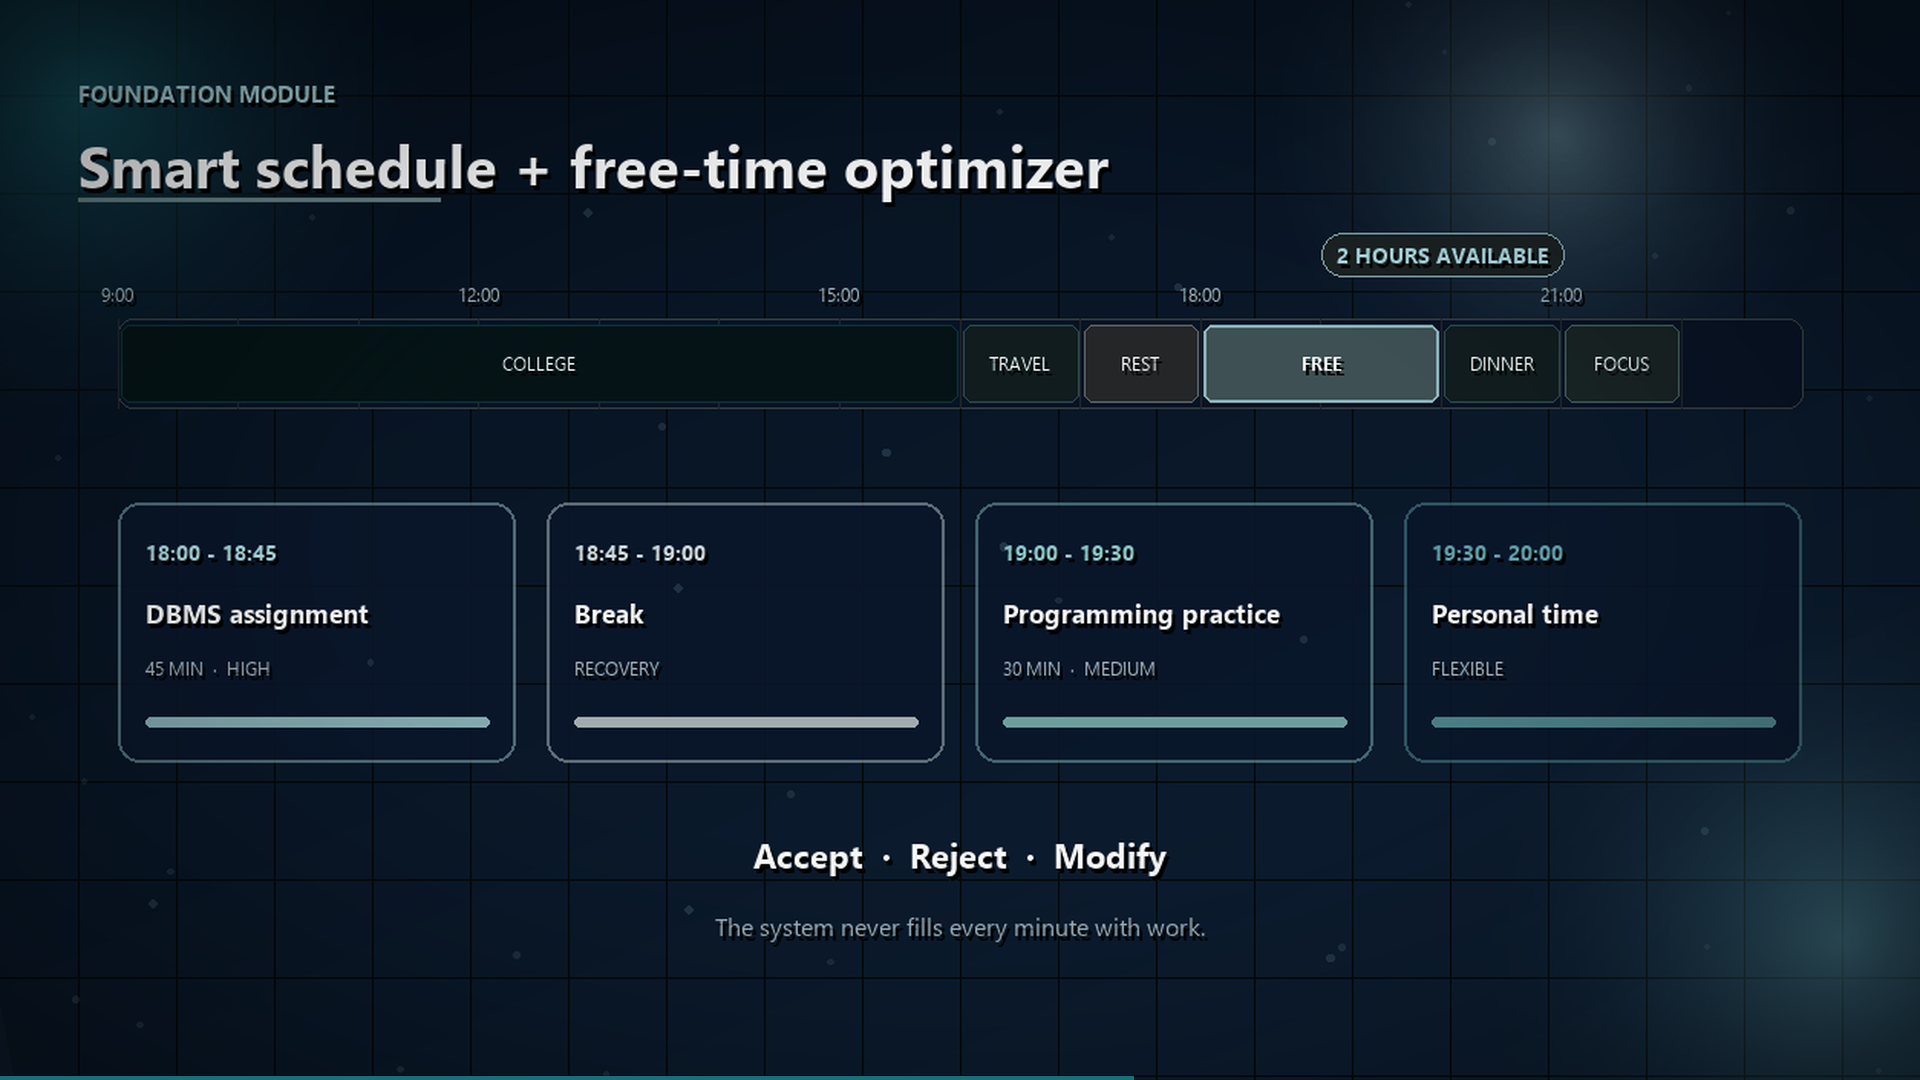 FOUNDATION MODULE
Smart schedule + free-time optimizer
2 HOURS AVAILABLE
9:00 12:00 15:00 18:00 21:00
COLLEGE TRAVEL REST FREE DINNER FOCUS
18:00 - 18:45
DBMS assignment
45 MIN · HIGH
18:45 - 19:00
Break
RECOVERY
19:00 - 19:30
Programming practice
30 MIN · MEDIUM
19:30 - 20:00
Personal time
FLEXIBLE
Accept · Reject · Modify
The system never fills every minute with work.